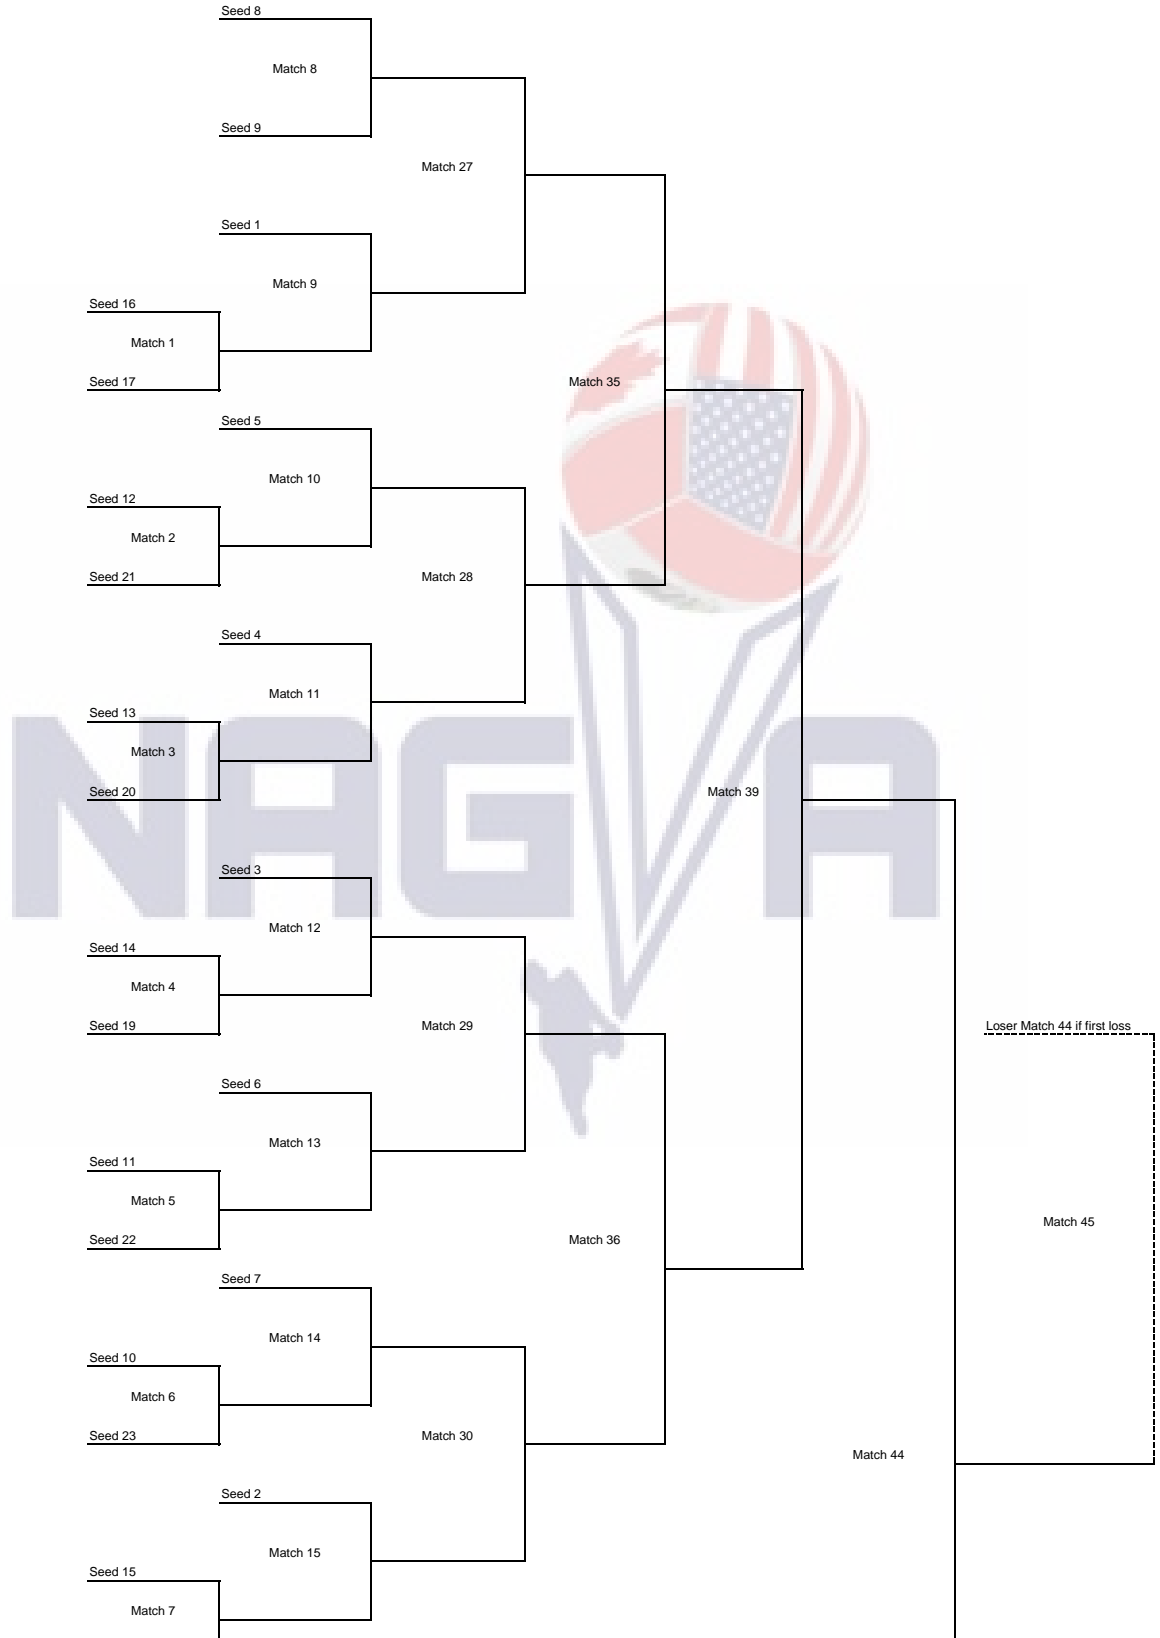 Seed 8
Match 8
Seed 9
Match 27
Seed 1
Match 9
Seed 16
Match 1
Seed 17
Match 35
Seed 5
Match 10
Seed 12
Match 2
Seed 21
Match 28
Seed 4
Match 11
Seed 13
Match 3
Seed 20
Match 39
NAGVA
Seed 3
Match 12
Seed 14
Match 4
Seed 19
Match 29
Loser Match 44 if first loss
Seed 6
Match 13
Seed 11
Match 5
Seed 22
Match 45
Match 36
Seed 7
Match 14
Seed 10
Match 6
Seed 23
Match 30
Match 44
Seed 2
Match 15
Seed 15
Match 7